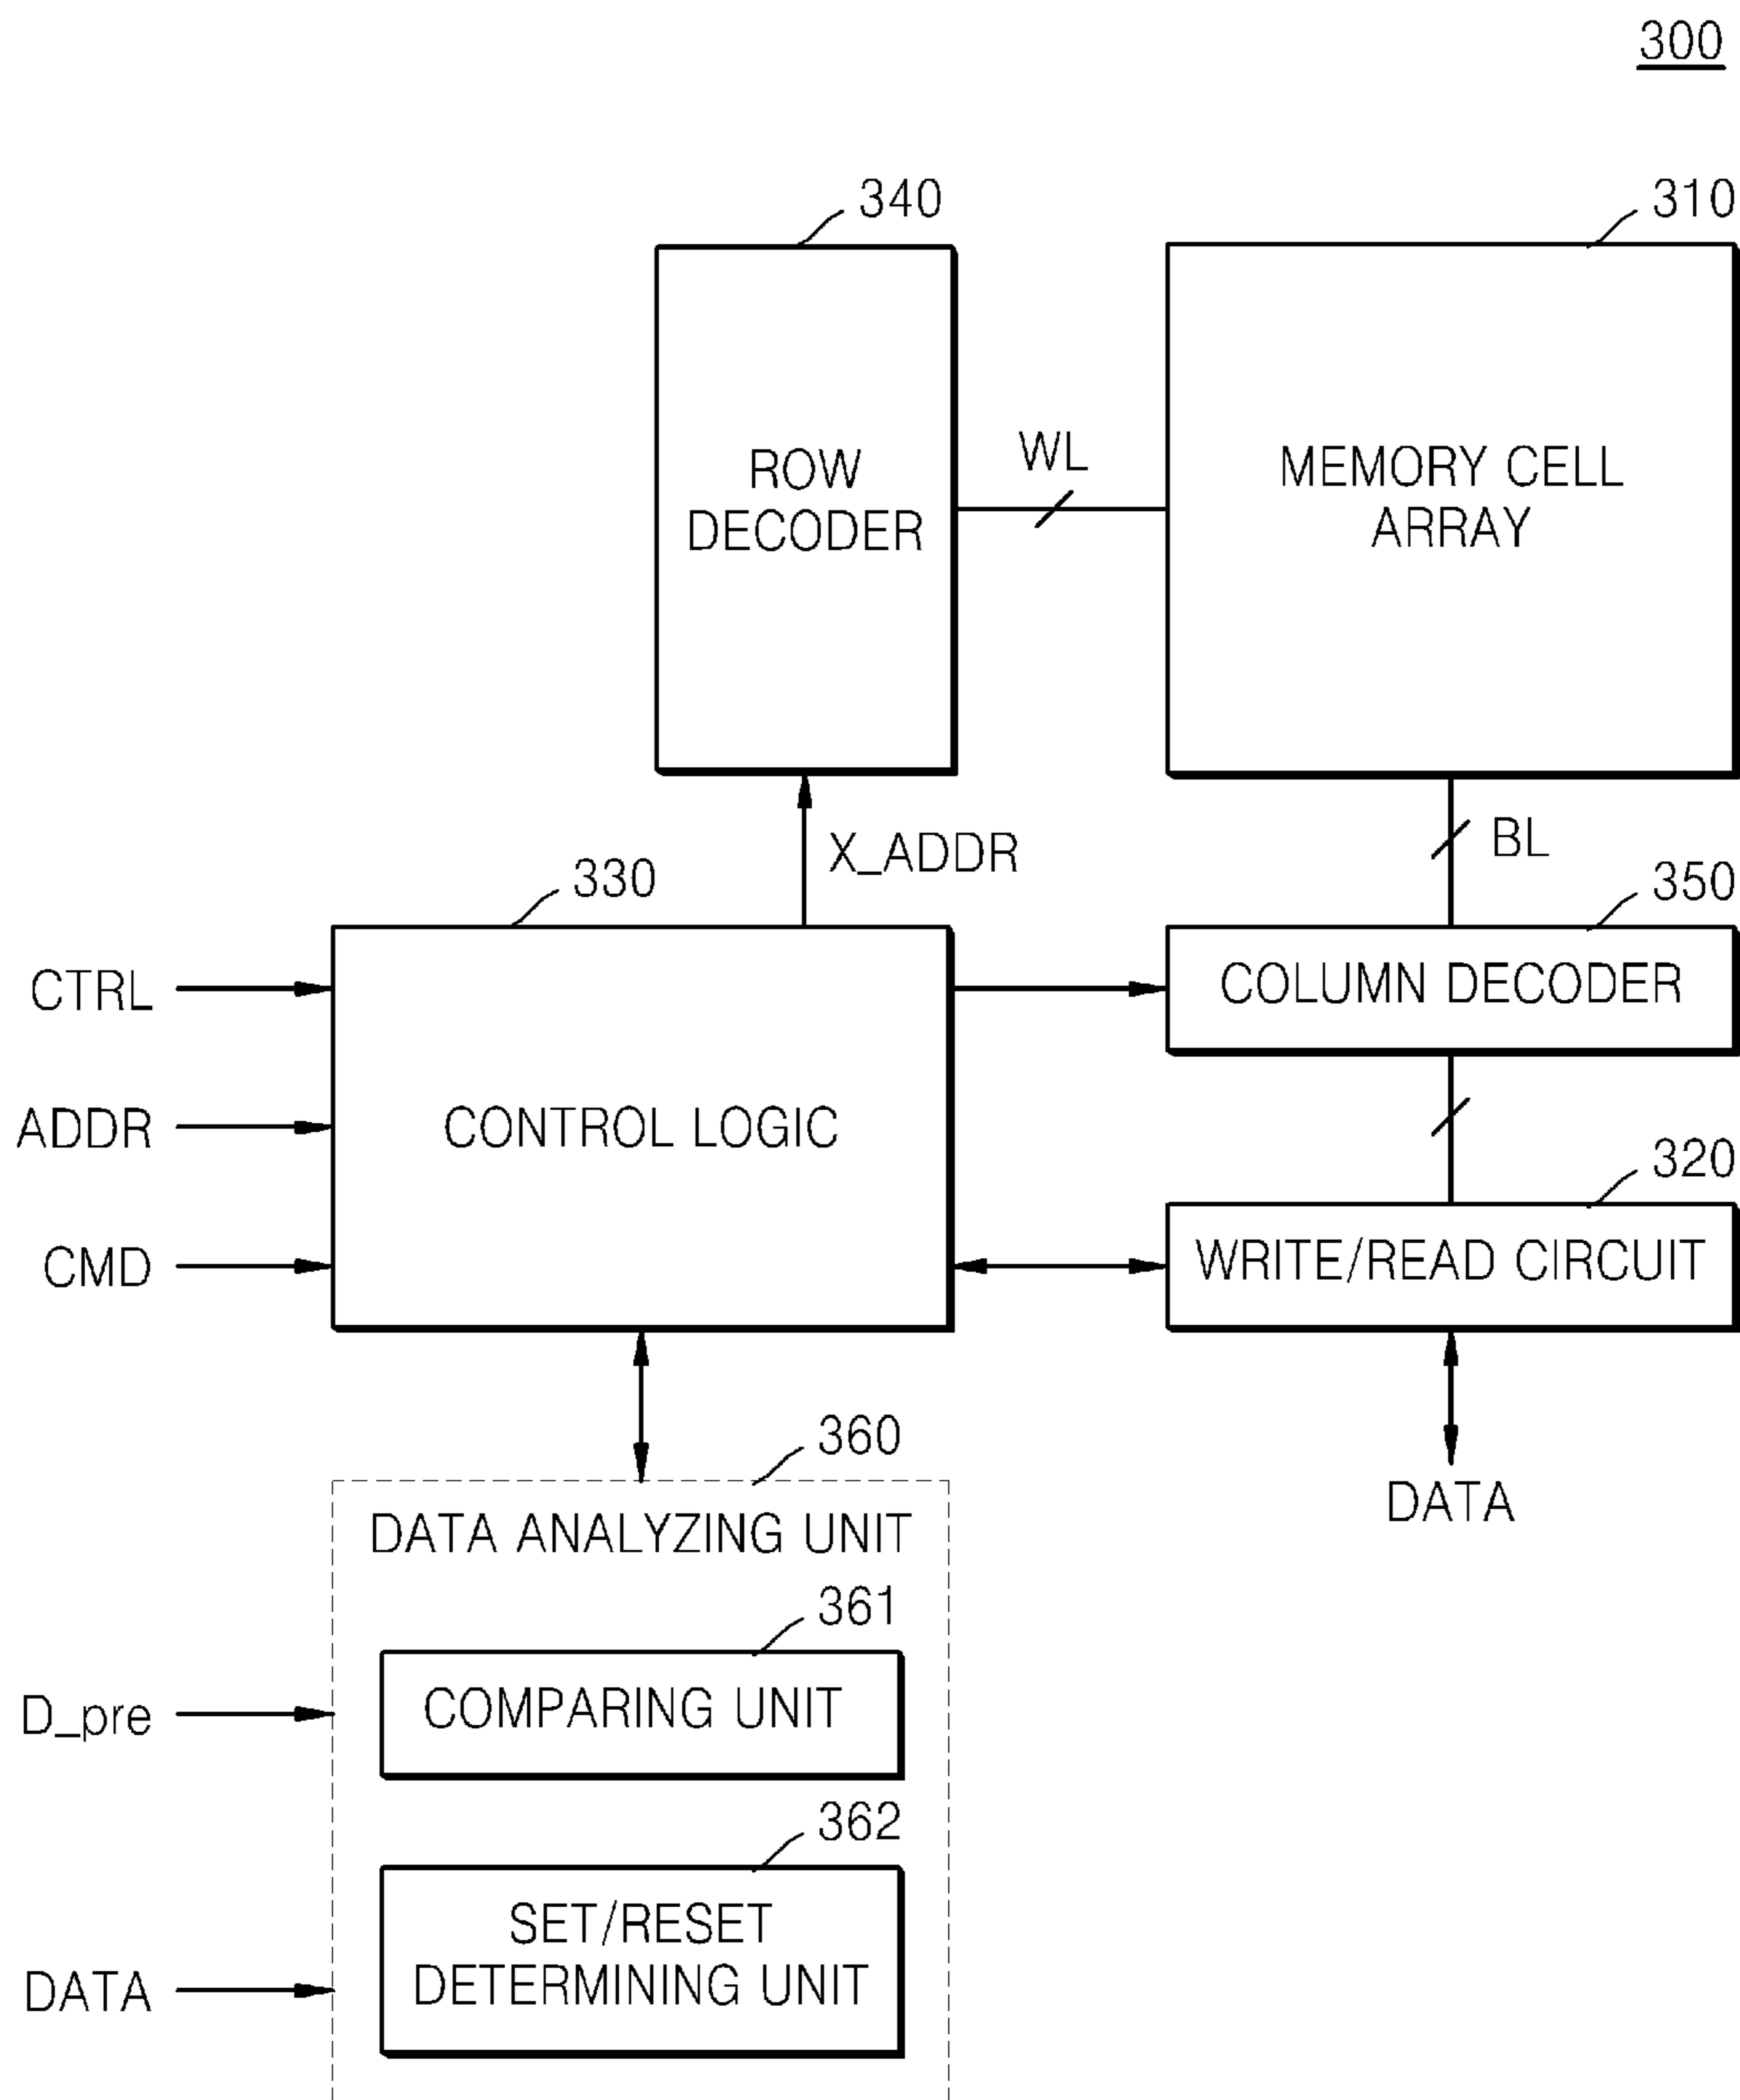 300
340
310
ROW
DECODER
WL
MEMORY CELL
ARRAY
X_ADDR
BL
330
350
CTRL
COLUMN DECODER
ADDR
CONTROL LOGIC
320
CMD
WRITE/READ CIRCUIT
360
DATA
DATA ANALYZING UNIT
361
D_pre
COMPARING UNIT
362
SET/RESET
DETERMINING UNIT
DATA